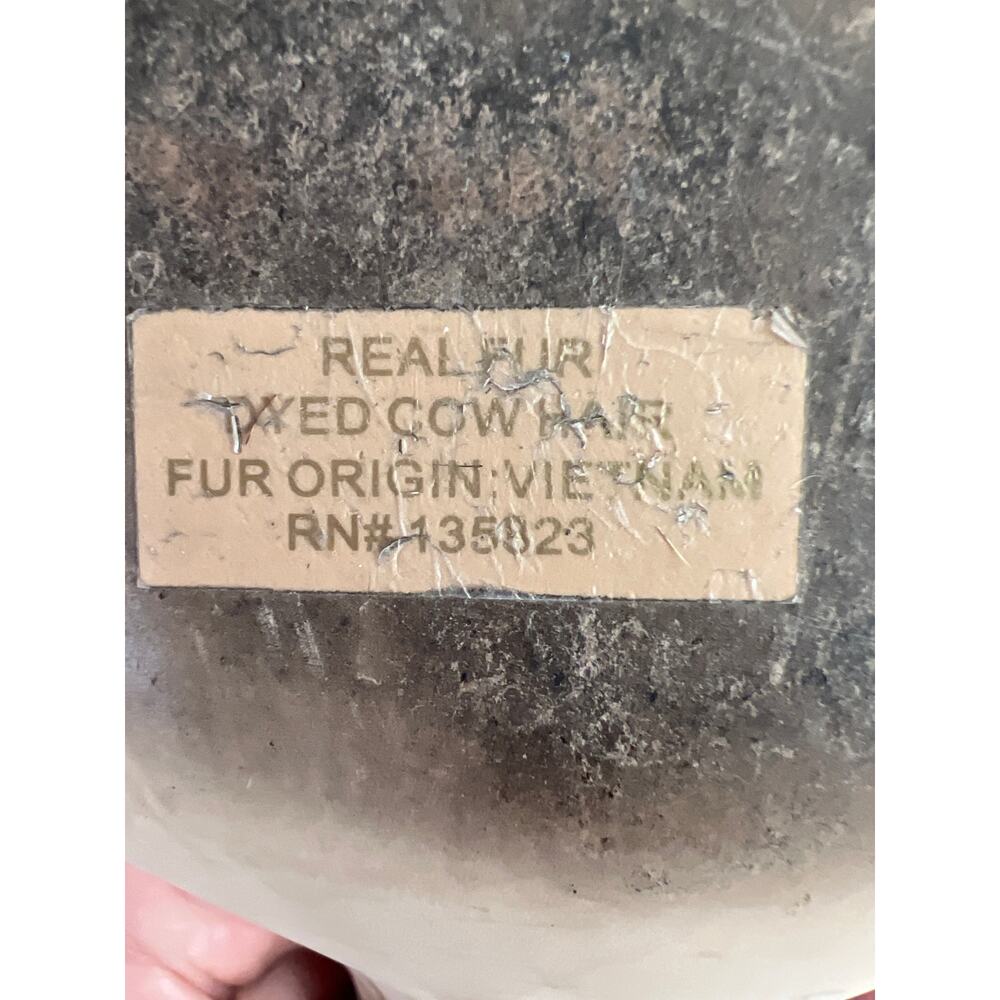 REAL FUR
DYED COW HAIR
FUR ORIGIN:VIETNAM
RN# 135823